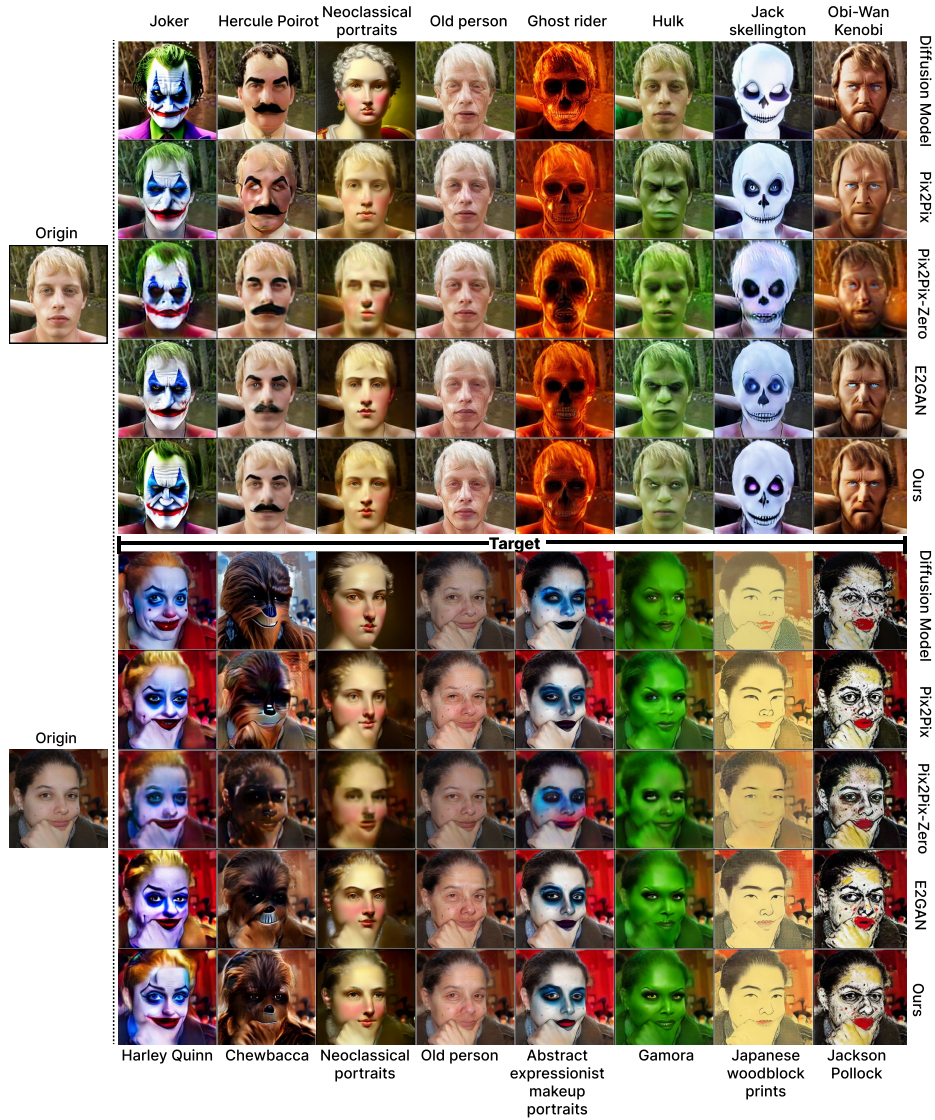 Joker
Hercule Poirot
Neoclassical
portraits
Old person
Ghost rider
Hulk
Jack
skellington
Obi-Wan
Kenobi
Diffusion Model
Pix2Pix
Origin
Pix2Pix-Zero
E2GAN
Ours
Target
Diffusion Model
Pix2Pix
Origin
Pix2Pix-Zero
E2GAN
Ours
Harley Quinn
Chewbacca
Neoclassical
portraits
Old person
Abstract
expressionist
makeup
portraits
Gamora
Japanese
woodblock
prints
Jackson
Pollock